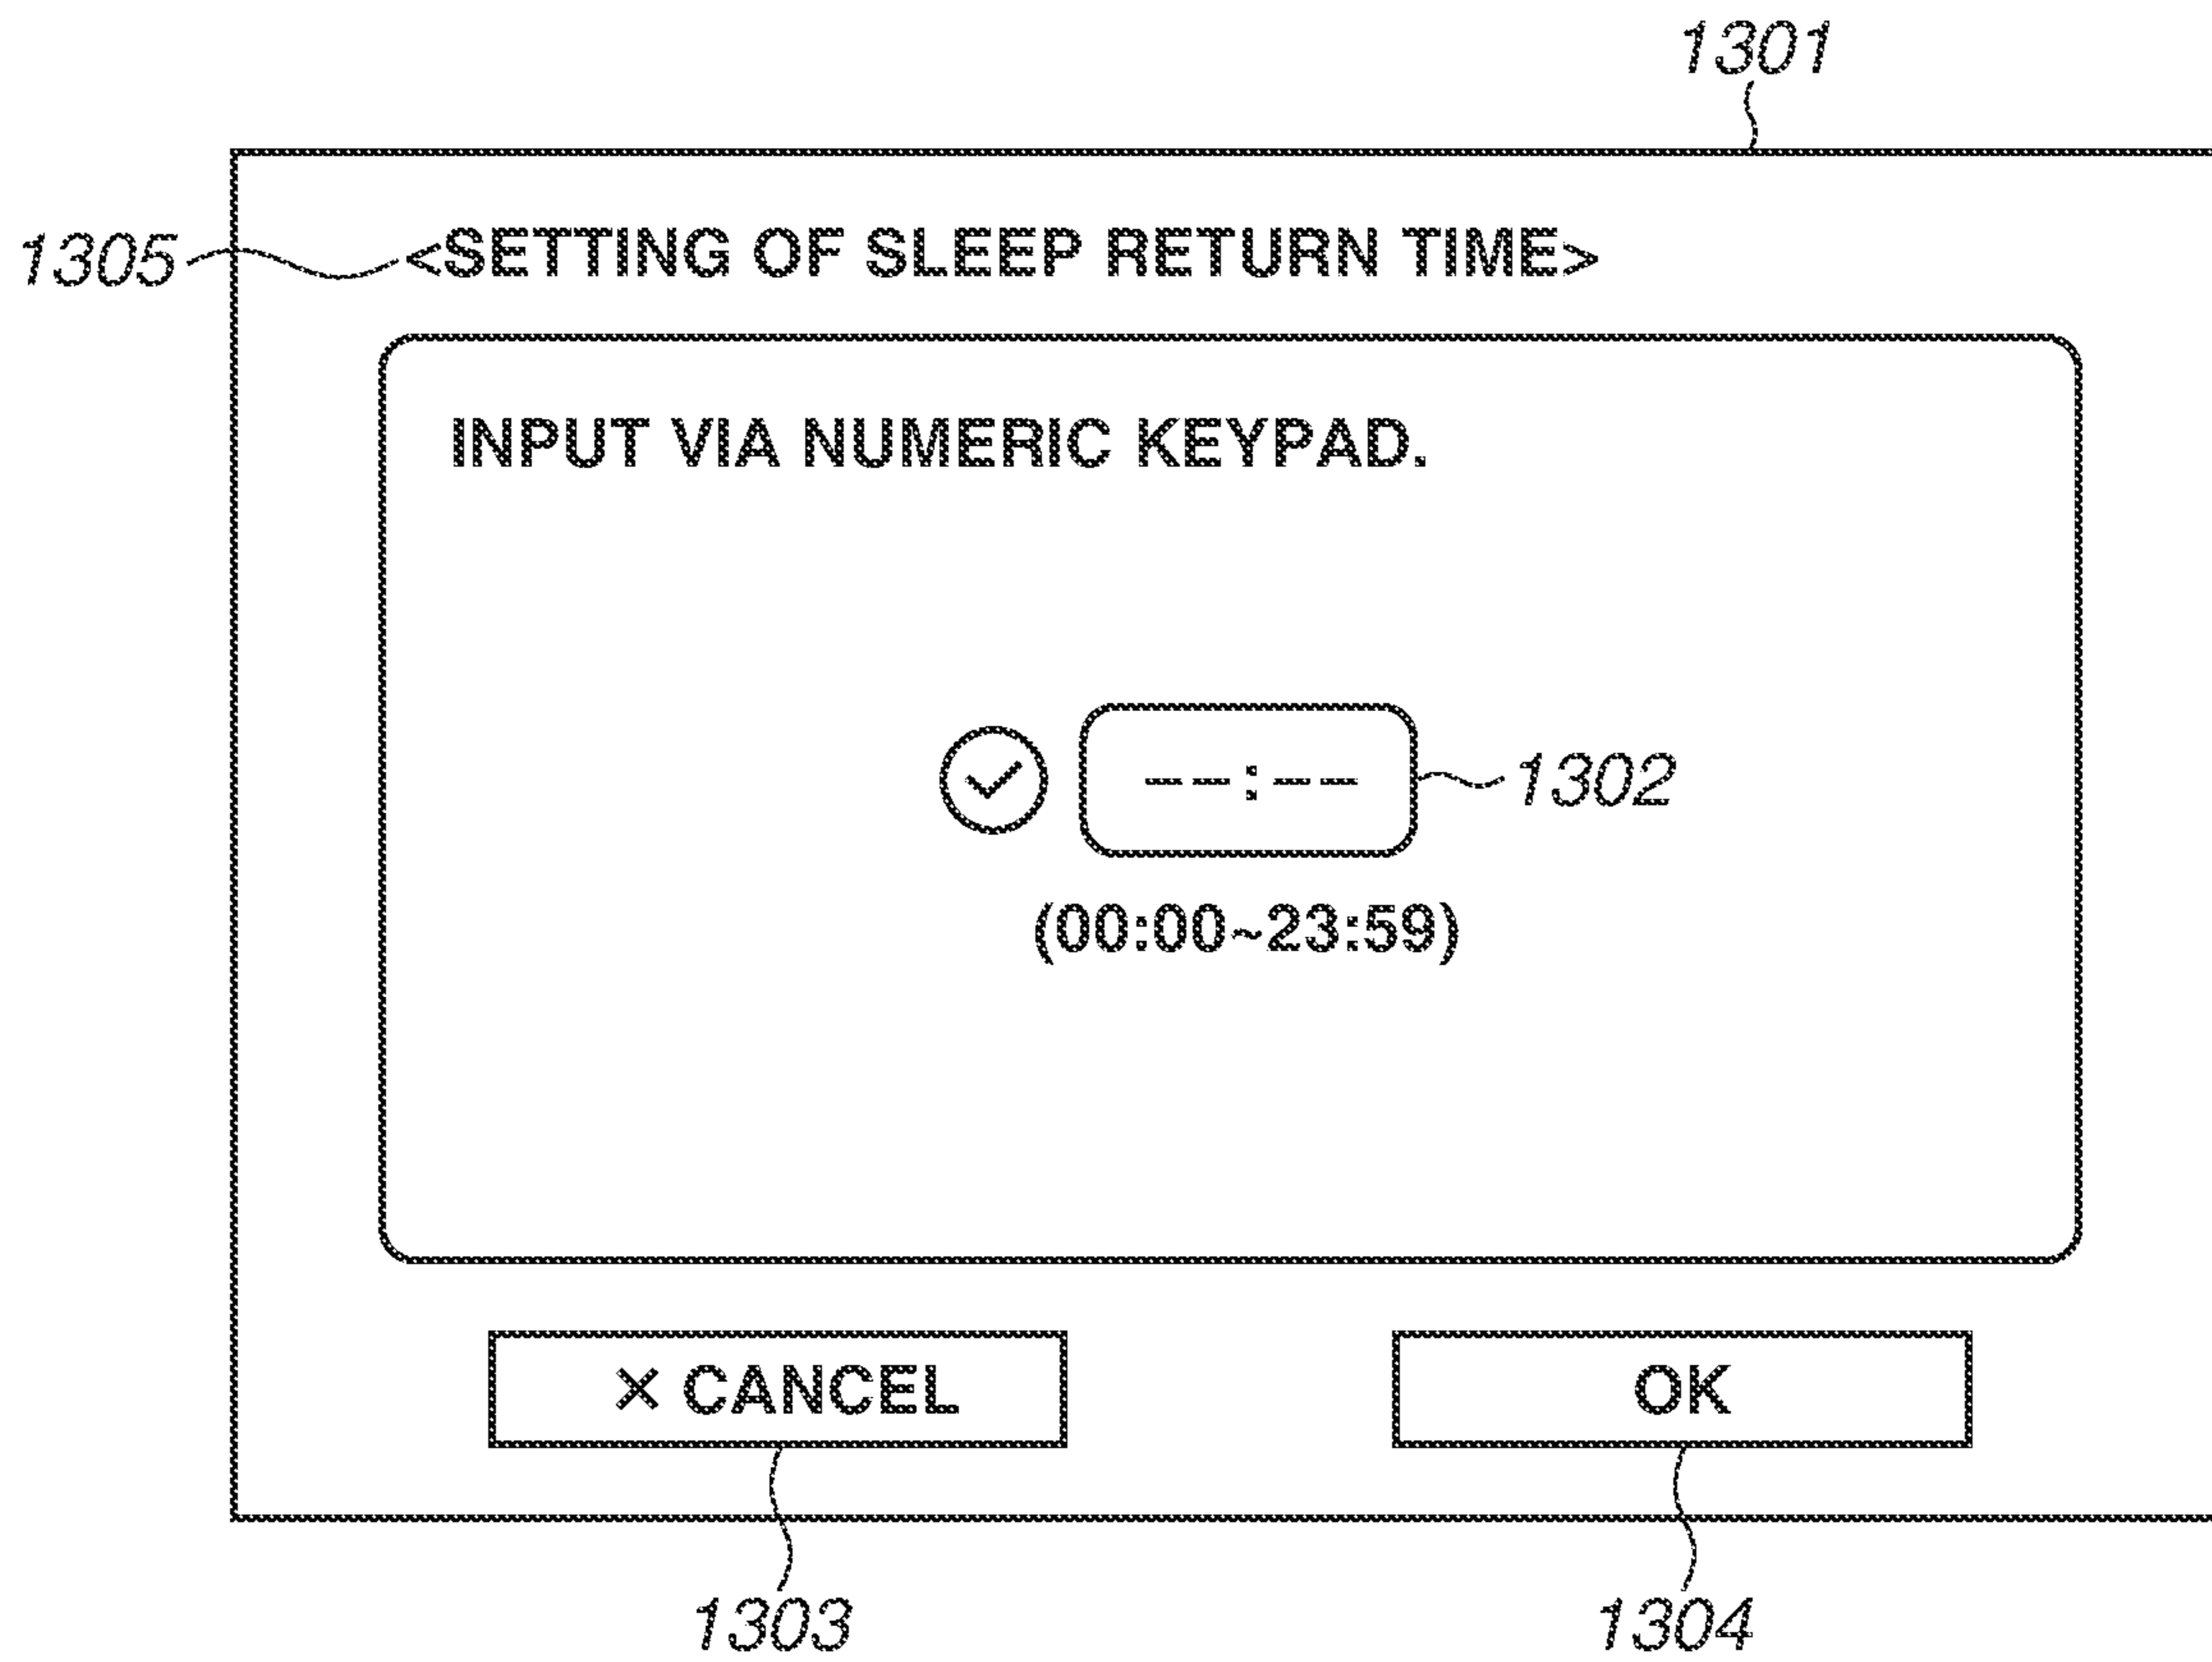 1301
1305 <SETTING OF SLEEP RETURN TIME>
INPUT VIA NUMERIC KEYPAD.
--:-- 1302
(00:00~23:59)
× CANCEL OK
1303 1304